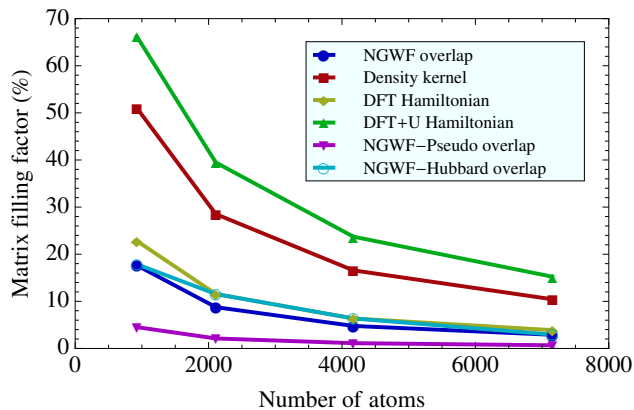 70
60
50
40
30
20
10
0
Matrix filling factor (%)
NGWF overlap
Density kernel
DFT Hamiltonian
DFT+U Hamiltonian
NGWF−Pseudo overlap
NGWF−Hubbard overlap
0 2000 4000 6000 8000
Number of atoms